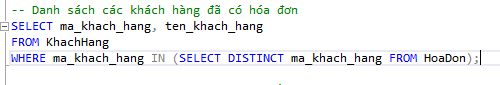 -- Danh sách các khách hàng đã có hóa đơn
SELECT ma_khach_hang, ten_khach_hang
FROM KhachHang
WHERE ma_khach_hang IN (SELECT DISTINCT ma_khach_hang FROM HoaDon);